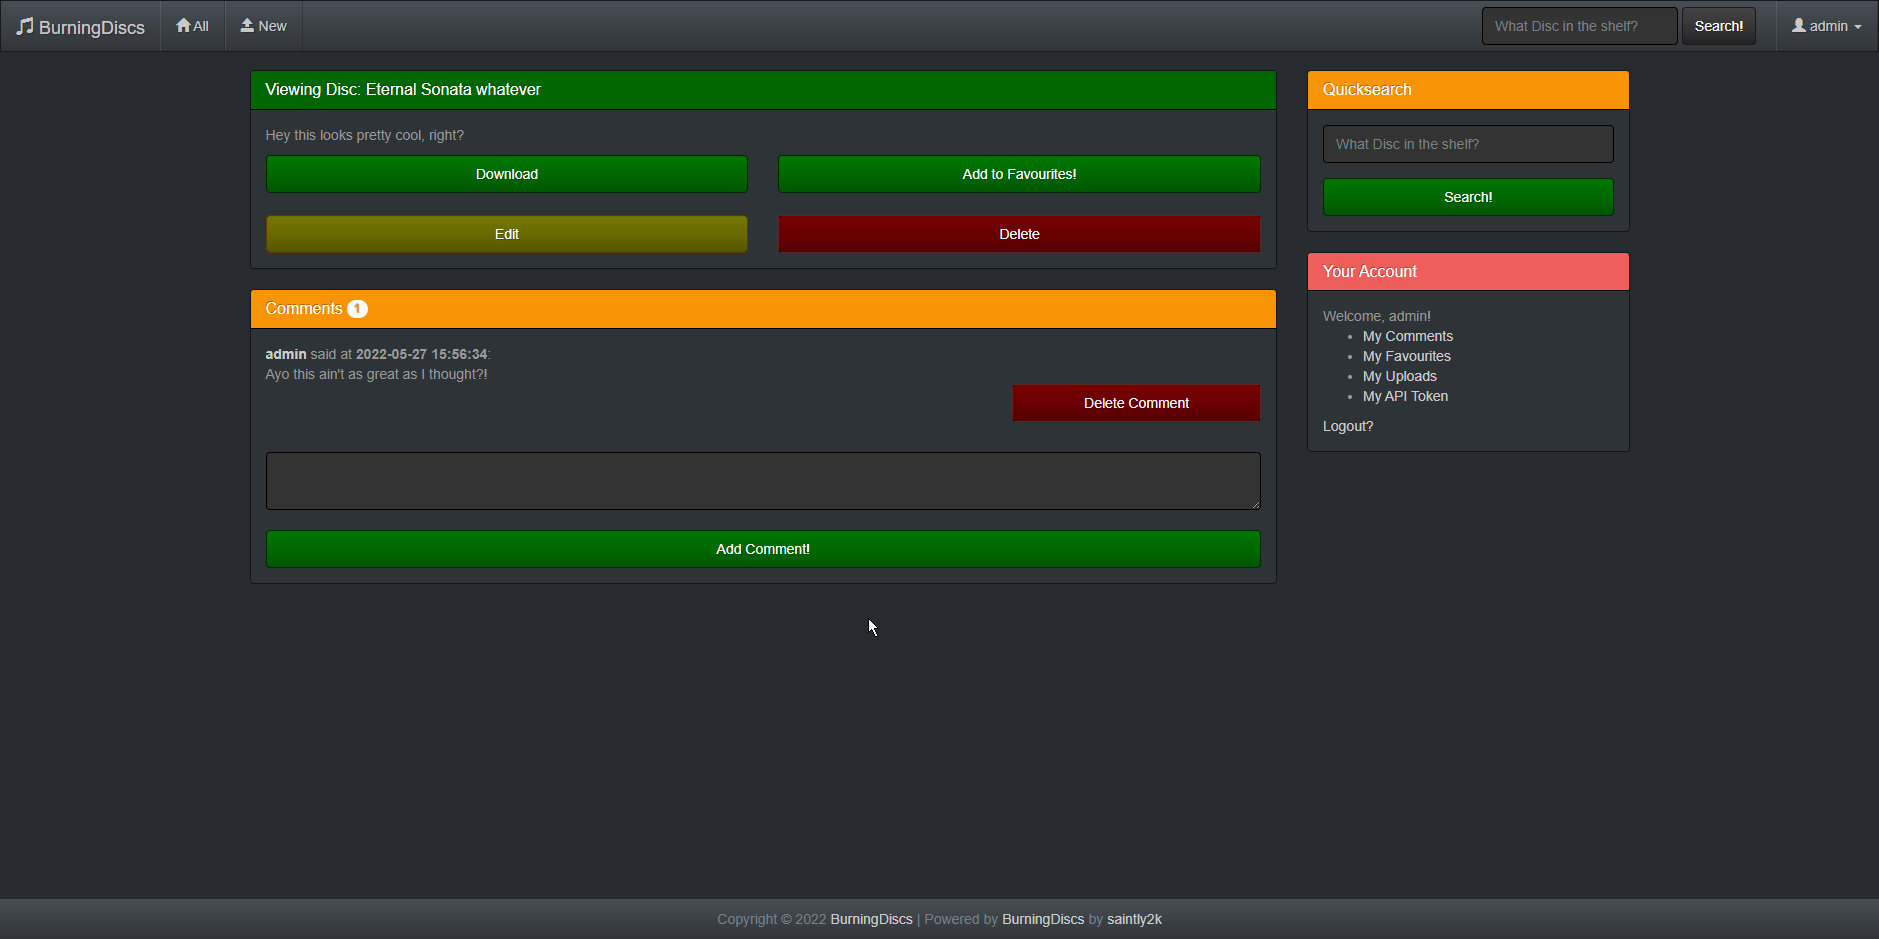 BurningDiscs All New What Disc in the shelf? Search! admin
Viewing Disc: Eternal Sonata whatever
Hey this looks pretty cool, right?
Download Add to Favourites!
Edit Delete
Comments 1
admin said at 2022-05-27 15:56:34:
Ayo this ain't as great as I thought?!
Delete Comment
Add Comment!
Quicksearch
What Disc in the shelf?
Search!
Your Account
Welcome, admin!
My Comments
My Favourites
My Uploads
My API Token
Logout?
Copyright © 2022 BurningDiscs | Powered by BurningDiscs by saintly2k